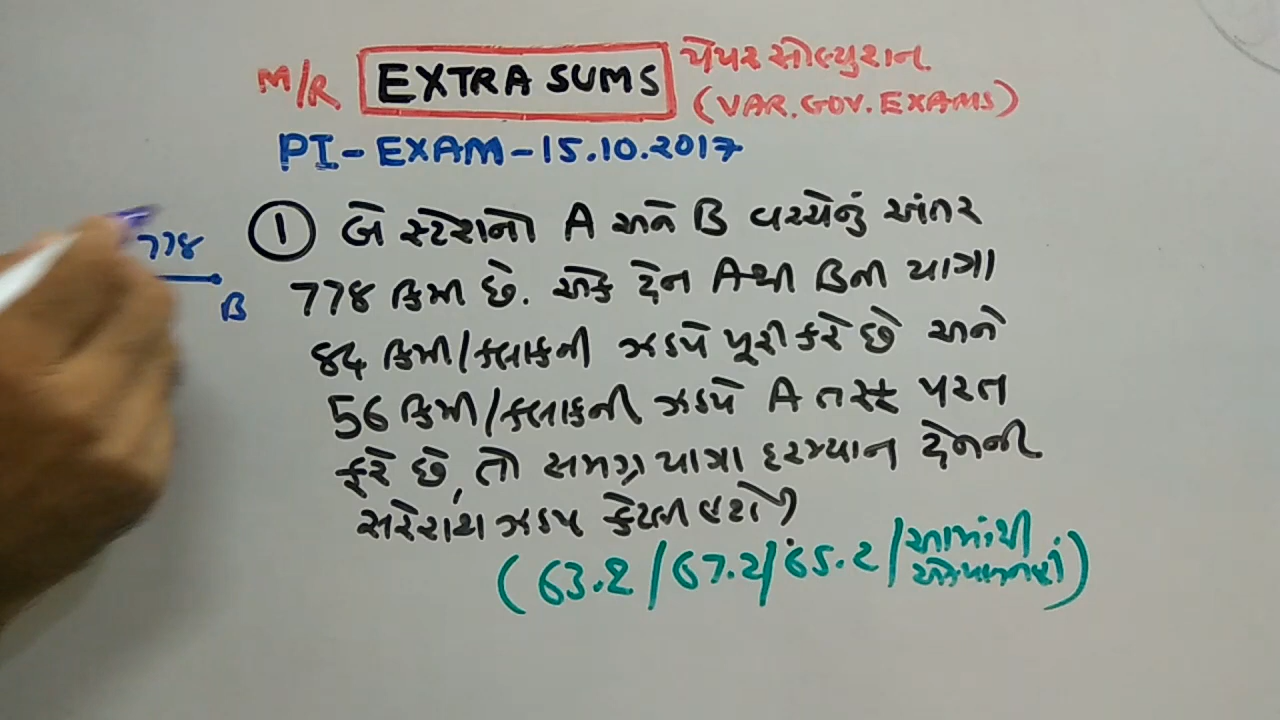 M/R EXTRA SUMS પેપર સોલ્યુશન
(VAR. GOV. EXAMS)
PI-EXAM-15.10.2017
① બે સ્ટેશનો A અને B વચ્ચેનું અંતર
778 કિમી છે. એક ટ્રેન A થી B ની યાત્રા
84 કિમી/કલાકની ઝડપે પૂરી કરે છે અને
56 કિમી/કલાકની ઝડપે A તરફ પરત
ફરે છે, તો સમગ્ર યાત્રા દરમ્યાન ટ્રેનની
સરેરાશ ઝડપ કેટલી હશે?
(63.2/67.2/65.2/આમાંથી
એકપણ નહીં)
778
B